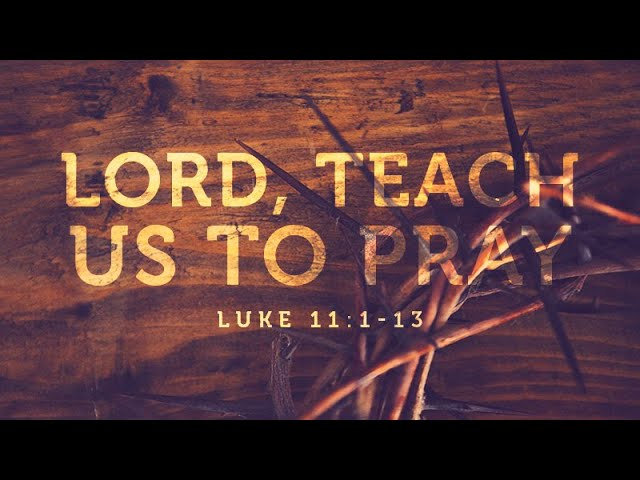 LORD, TEACH
US TO PRAY
LUKE 11:1-13